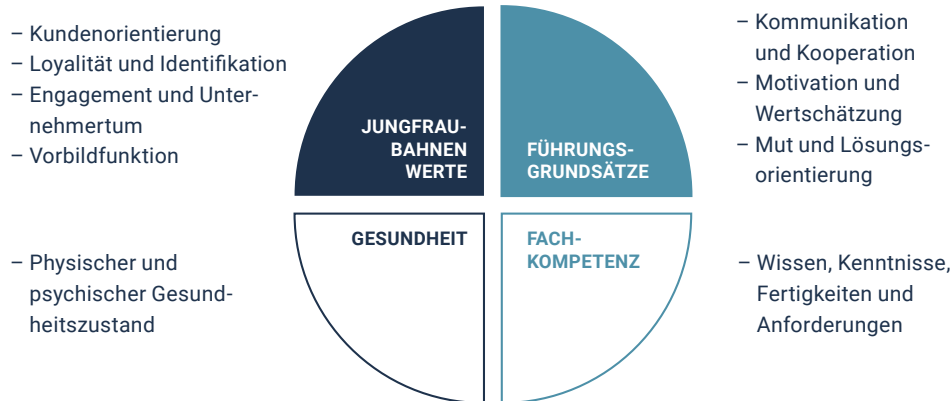 – Kundenorientierung
– Loyalität und Identifikation
– Engagement und Unter-
nehmertum
– Vorbildfunktion
JUNGFRAU-
BAHNEN
WERTE
FÜHRUNGS-
GRUNDSÄTZE
– Kommunikation
und Kooperation
– Motivation und
Wertschätzung
– Mut und Lösungs-
orientierung
– Physischer und
psychischer Gesund-
heitszustand
GESUNDHEIT
FACH-
KOMPETENZ
– Wissen, Kenntnisse,
Fertigkeiten und
Anforderungen